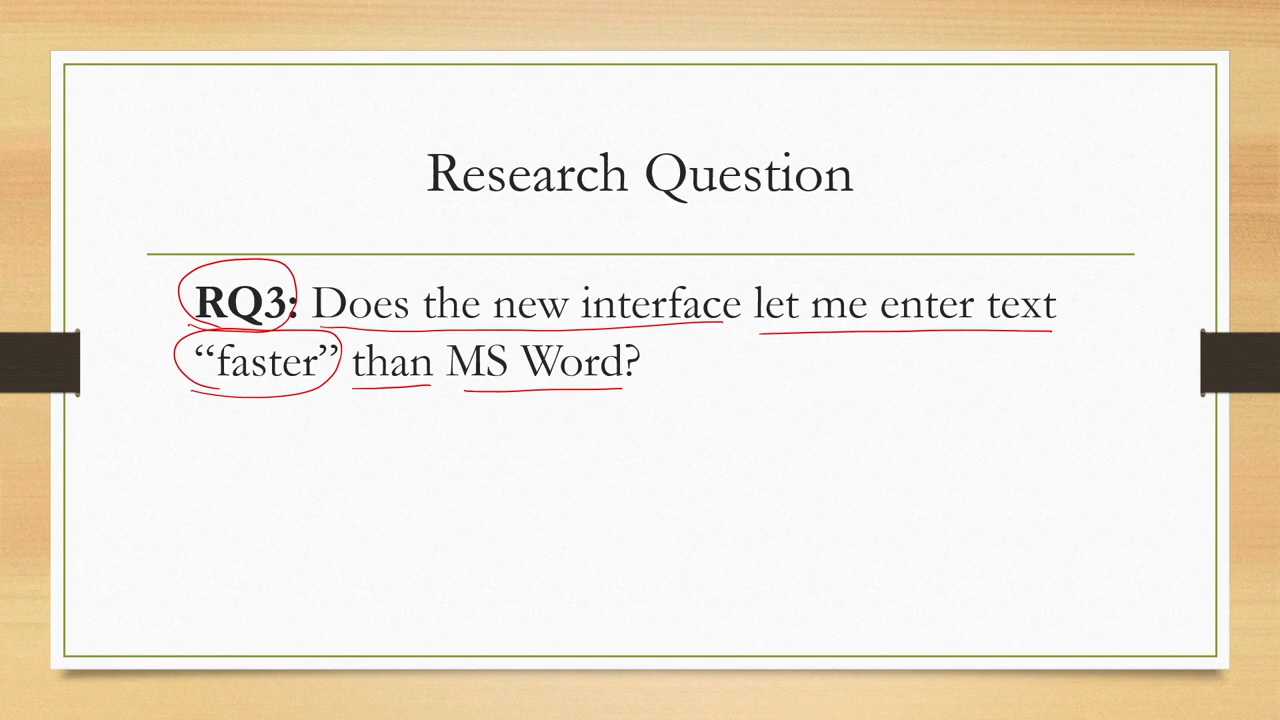 Research Question
RQ3: Does the new interface let me enter text
“faster” than MS Word?